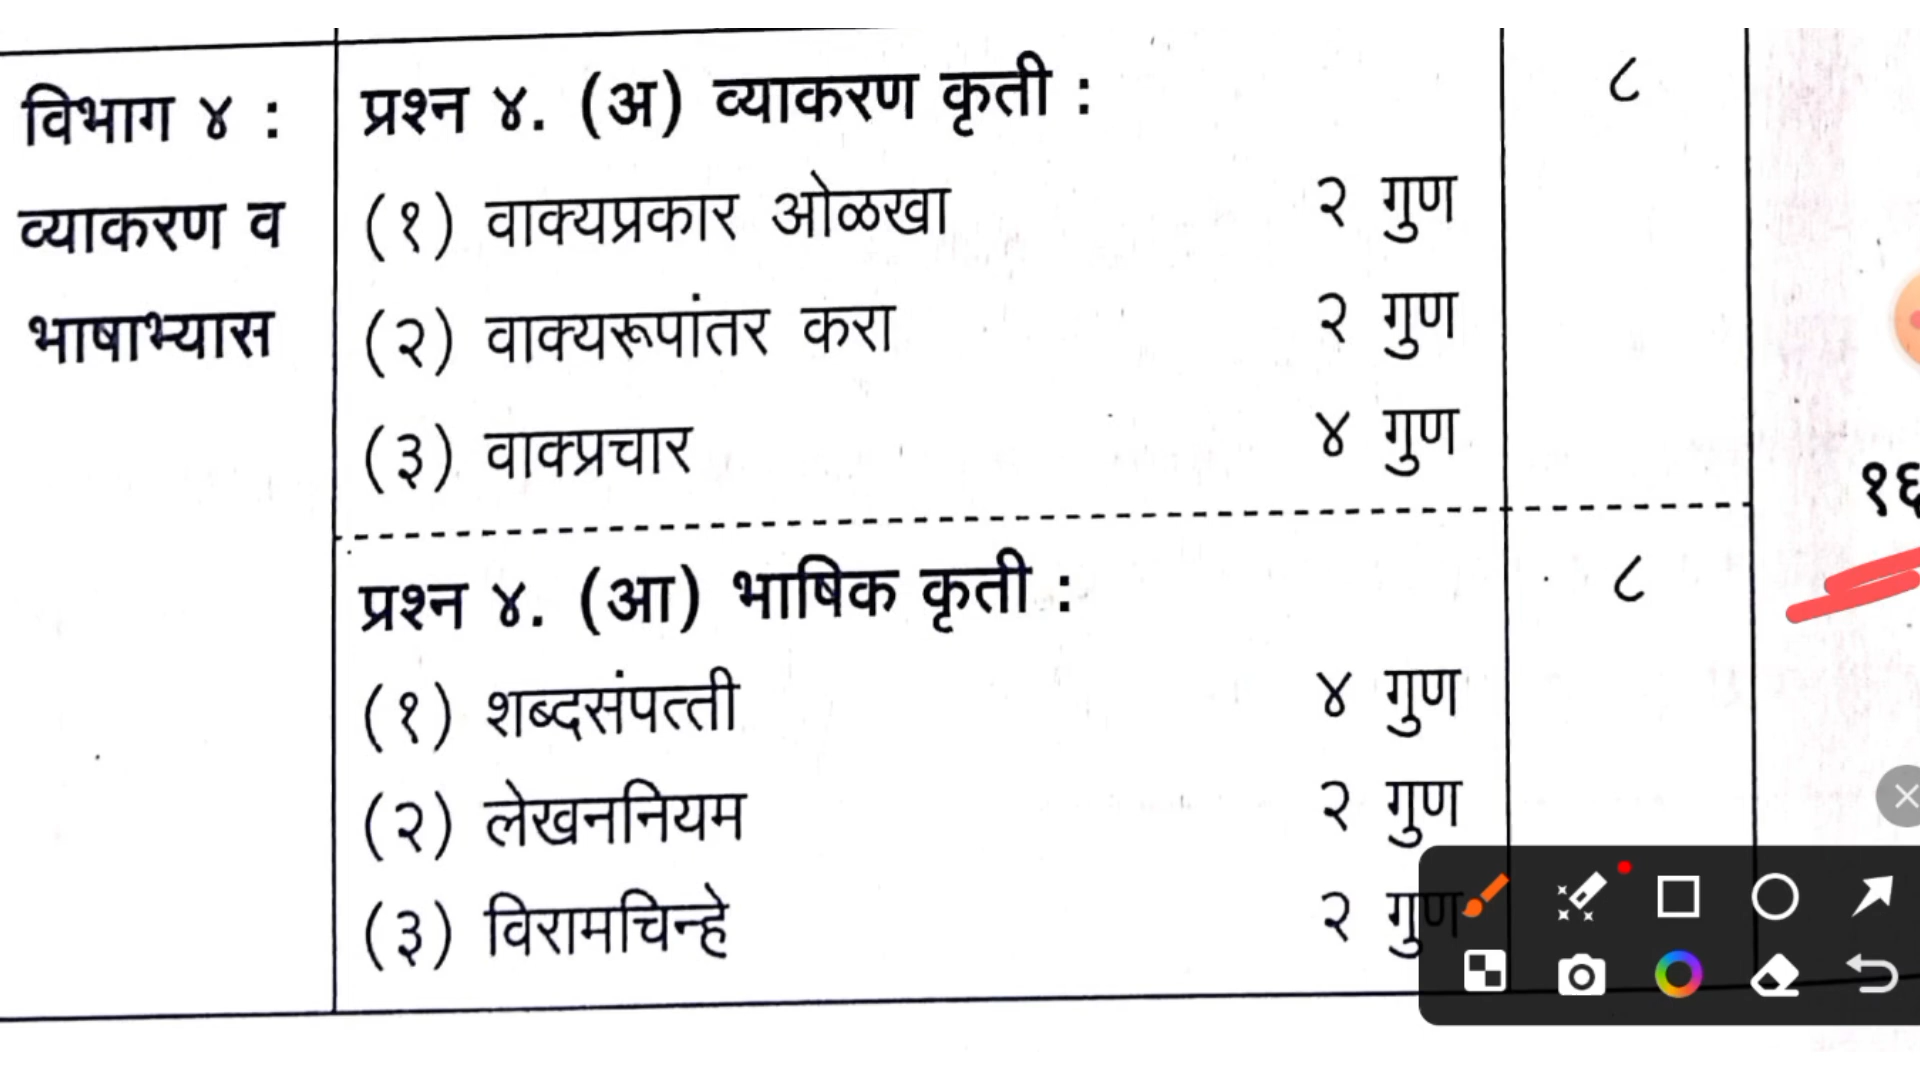 विभाग ४ :
व्याकरण व
भाषाभ्यास
प्रश्न ४. (अ) व्याकरण कृती : ८
(१) वाक्यप्रकार ओळखा २ गुण
(२) वाक्यरूपांतर करा २ गुण
(३) वाक्प्रचार ४ गुण
१६
प्रश्न ४. (आ) भाषिक कृती : ८
(१) शब्दसंपत्ती ४ गुण
(२) लेखननियम २ गुण
(३) विरामचिन्हे २ गुण